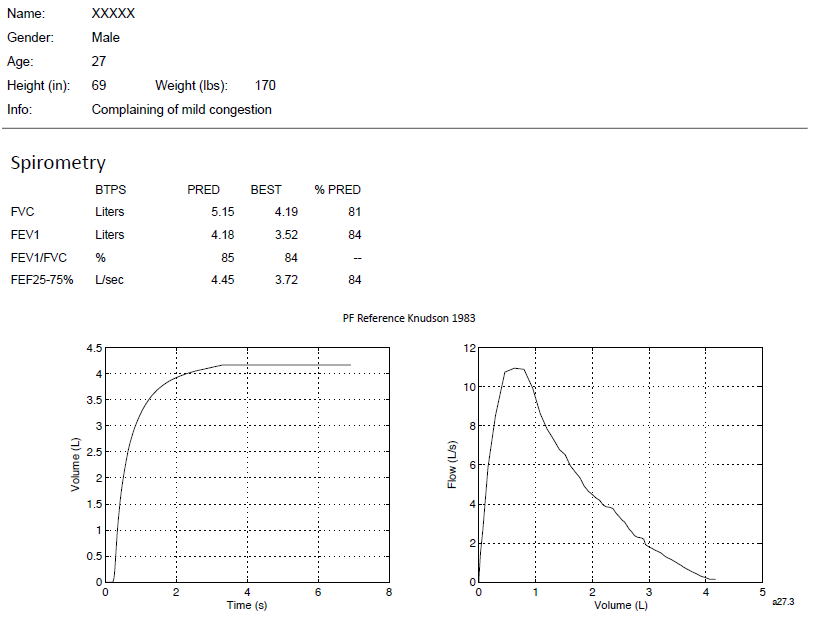 Name: XXXXX
Gender: Male
Age: 27
Height (in): 69 Weight (lbs): 170
Info: Complaining of mild congestion
Spirometry
BTPS PRED BEST % PRED
FVC Liters 5.15 4.19 81
FEV1 Liters 4.18 3.52 84
FEV1/FVC % 85 84 --
FEF25-75% L/sec 4.45 3.72 84
PF Reference Knudson 1983
4.5
4
3.5
3
2.5
2
1.5
1
0.5
0
Volume (L)
0 2 4 6 8
Time (s)
12
10
8
6
4
2
0
Flow (L/s)
0 1 2 3 4 5
Volume (L)
a27.3